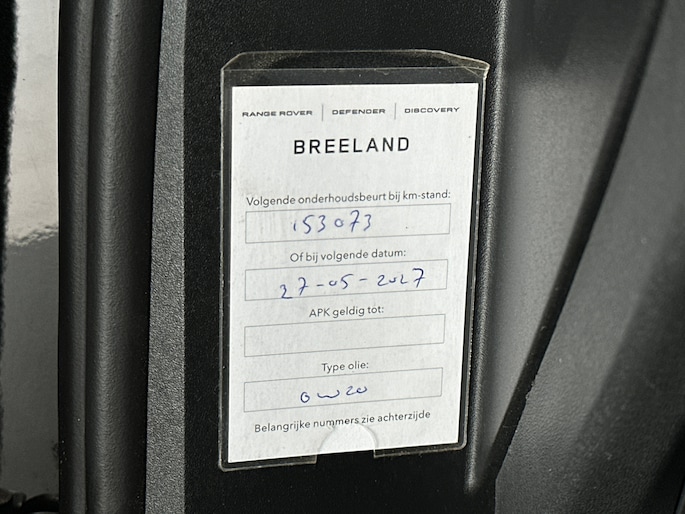 RANGE ROVER | DEFENDER | DISCOVERY
BREELAND
Volgende onderhoudsbeurt bij km-stand:
153073
Of bij volgende datum:
27-05-2027
APK geldig tot:
Type olie:
0W20
Belangrijke nummers zie achterzijde